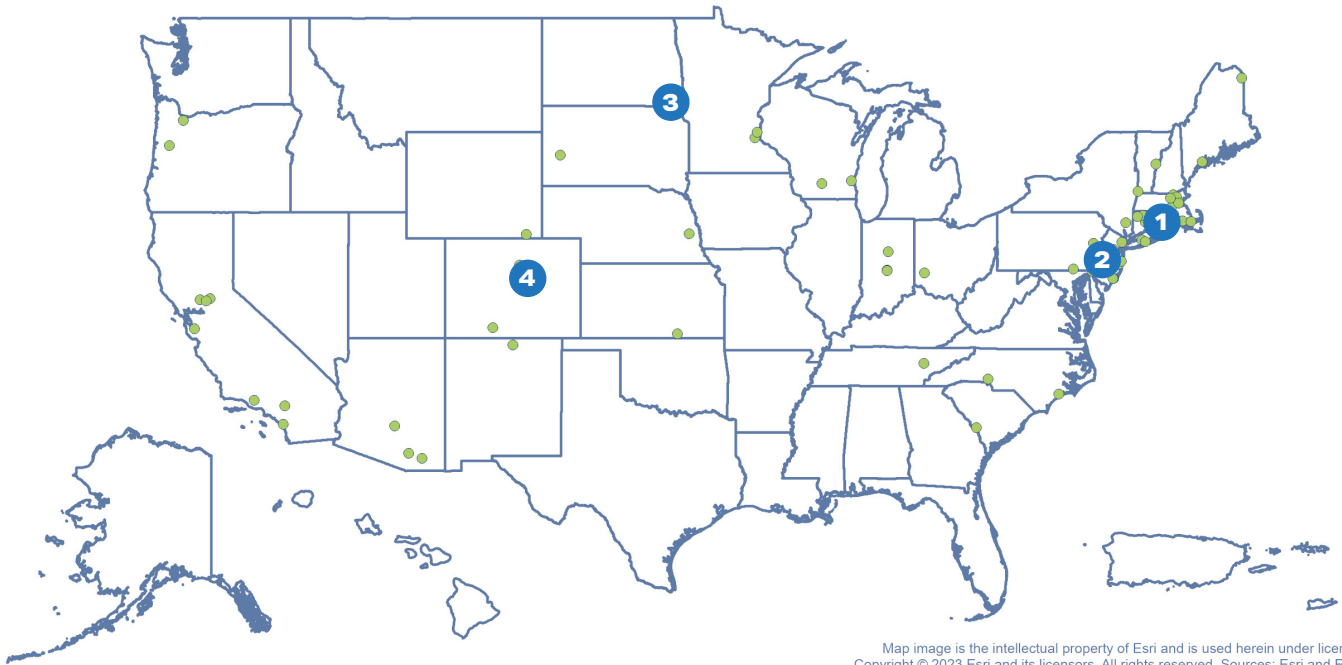 3
1
2
4
Map image is the intellectual property of Esri and is used herein under lice
Copyright © 2023 Esri and its licensors. All rights reserved. Sources: Esri and F